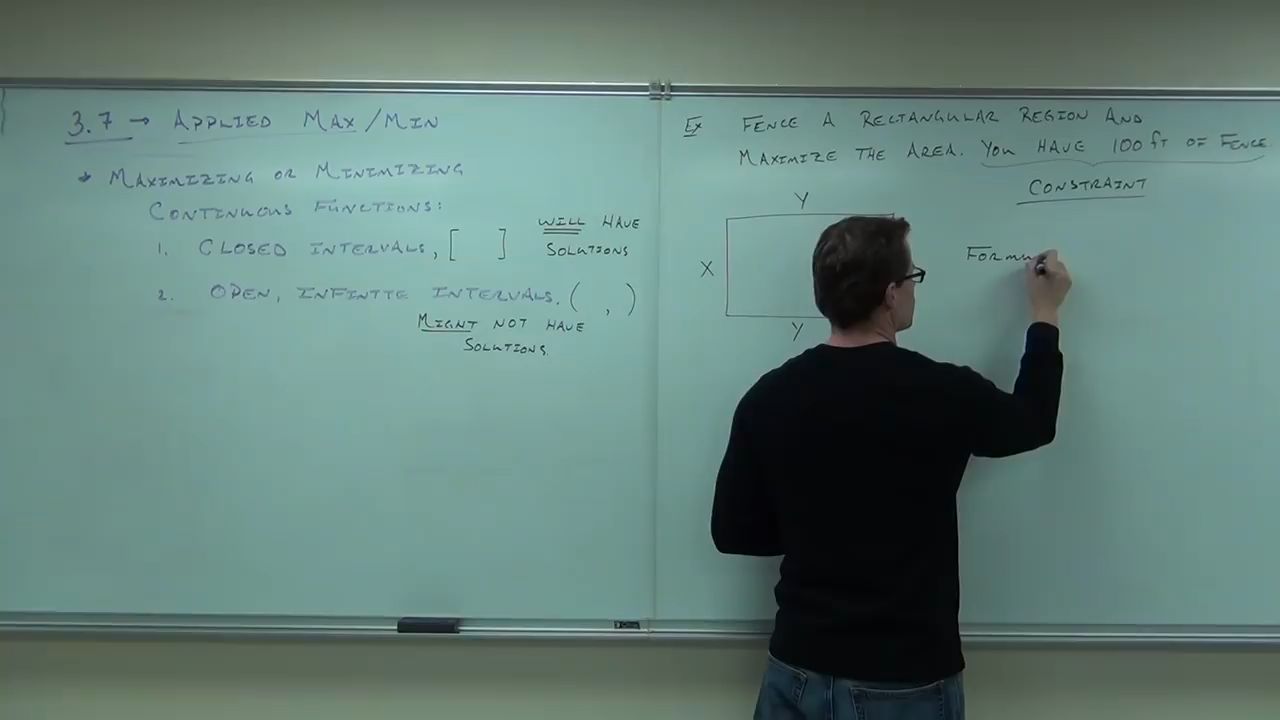 3.7 → APPLIED MAX/MIN
* MAXIMIZING OR MINIMIZING
CONTINUOUS FUNCTIONS:
1. CLOSED INTERVALS, [ ] WILL HAVE
SOLUTIONS
2. OPEN, INFINITE INTERVALS. ( , )
MIGHT NOT HAVE
SOLUTIONS.
Ex FENCE A RECTANGULAR REGION AND
MAXIMIZE THE AREA. YOU HAVE 100 ft OF FENCE.
CONSTRAINT
Y
X
Y
FORMU